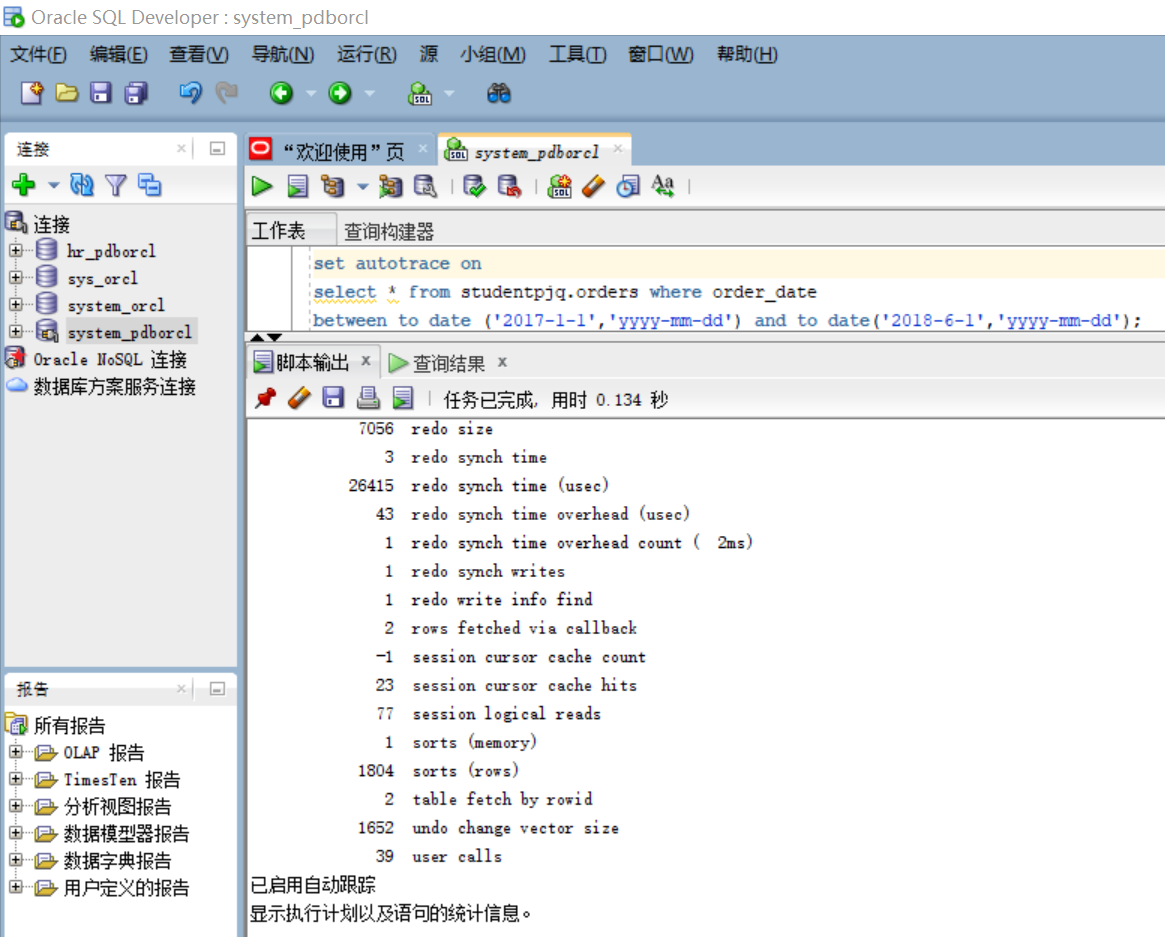 Oracle SQL Developer : system_pdborcl
文件(F) 编辑(E) 查看(V) 导航(N) 运行(R) 源 小组(M) 工具(T) 窗口(W) 帮助(H)
连接
“欢迎使用”页
system_pdborcl
连接
hr_pdborcl
sys_orcl
system_orcl
system_pdborcl
Oracle NoSQL 连接
数据库方案服务连接
工作表 查询构建器
set autotrace on
select * from studentpjq.orders where order_date
between to date ('2017-1-1','yyyy-mm-dd') and to date('2018-6-1','yyyy-mm-dd');
脚本输出 查询结果
任务已完成, 用时 0.134 秒
7056 redo size
3 redo synch time
26415 redo synch time (usec)
43 redo synch time overhead (usec)
1 redo synch time overhead count ( 2ms)
1 redo synch writes
1 redo write info find
2 rows fetched via callback
-1 session cursor cache count
23 session cursor cache hits
77 session logical reads
1 sorts (memory)
1804 sorts (rows)
2 table fetch by rowid
1652 undo change vector size
39 user calls
已启用自动跟踪
显示执行计划以及语句的统计信息。
报告
所有报告
OLAP 报告
TimesTen 报告
分析视图报告
数据模型器报告
数据字典报告
用户定义的报告